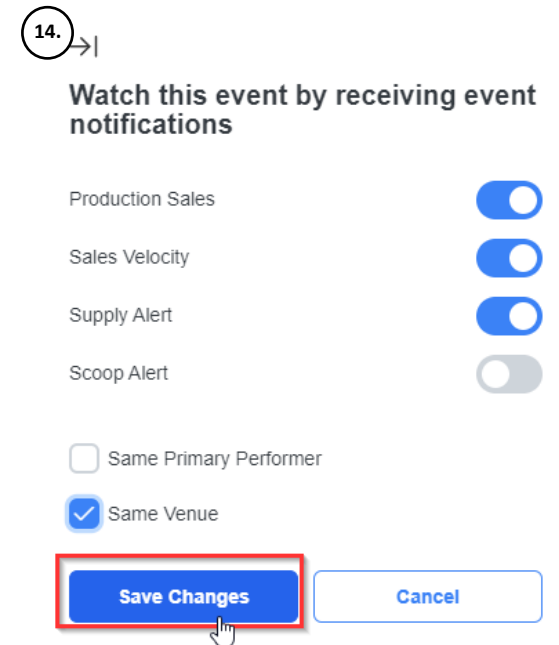 14.
Watch this event by receiving event
notifications
Production Sales
Sales Velocity
Supply Alert
Scoop Alert
Same Primary Performer
Same Venue
Save Changes
Cancel